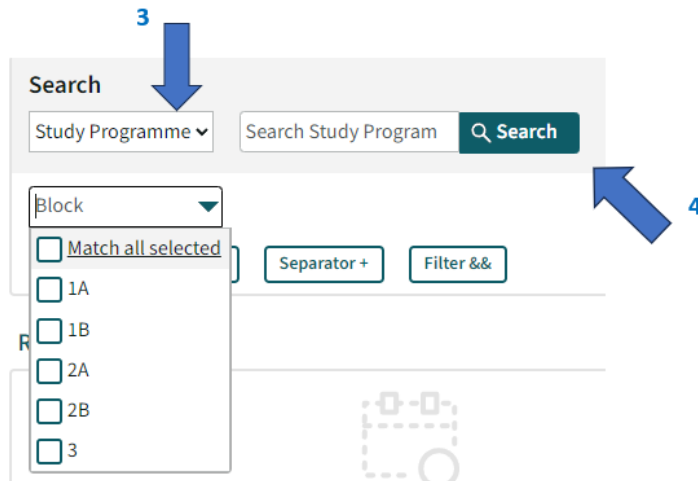 3
Search
Study Programme
Search Study Program
Search
4
Block
Match all selected
Separator +
Filter &&
1A
1B
R
2A
2B
3